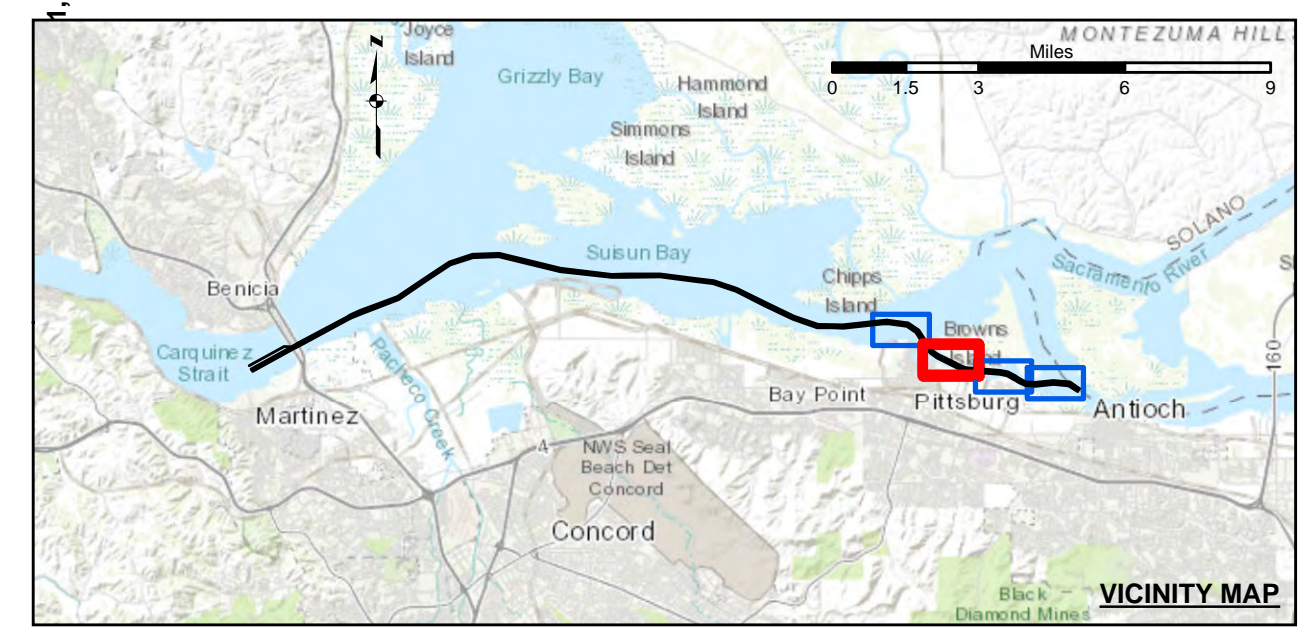 Joyce
Island
N
MONTEZUMA HILL
Miles
0 1.5 3 6 9
Grizzly Bay
Hammond
Island
Simmons
Island
SOLANO
Suisun Bay
Sacramento River
Chipps
Island
Benicia
Browns
Island
160
Carquinez
Strait
Pacheco Creek
Bay Point
Pittsburg
Antioch
Martinez
4
NWS Seal
Beach Det
Concord
Concord
Black
Diamond Mines
VICINITY MAP